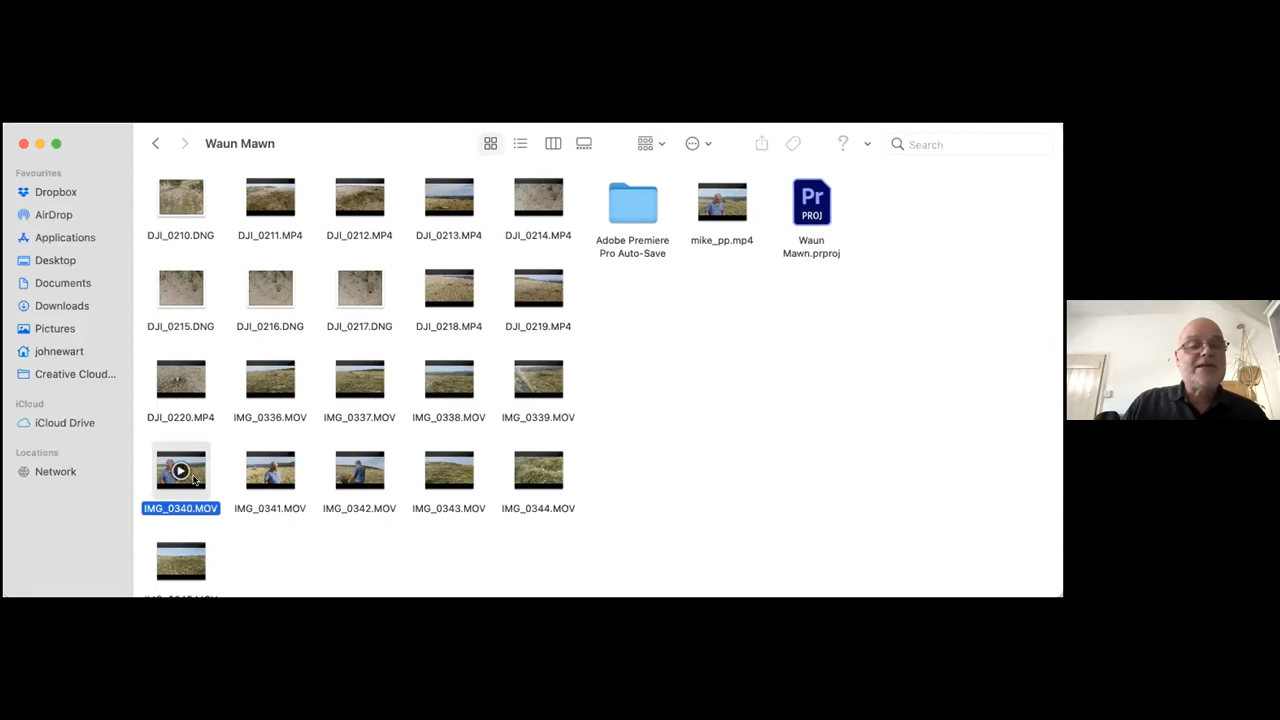 Waun Mawn
Search
Favourites
Dropbox
AirDrop
Applications
Desktop
Documents
Downloads
Pictures
johnewart
Creative Cloud...
iCloud
iCloud Drive
Locations
Network
DJI_0210.DNG
DJI_0211.MP4
DJI_0212.MP4
DJI_0213.MP4
DJI_0214.MP4
Adobe Premiere
Pro Auto-Save
mike_pp.mp4
Pr
PROJ
Waun
Mawn.prproj
DJI_0215.DNG
DJI_0216.DNG
DJI_0217.DNG
DJI_0218.MP4
DJI_0219.MP4
DJI_0220.MP4
IMG_0336.MOV
IMG_0337.MOV
IMG_0338.MOV
IMG_0339.MOV
IMG_0340.MOV
IMG_0341.MOV
IMG_0342.MOV
IMG_0343.MOV
IMG_0344.MOV